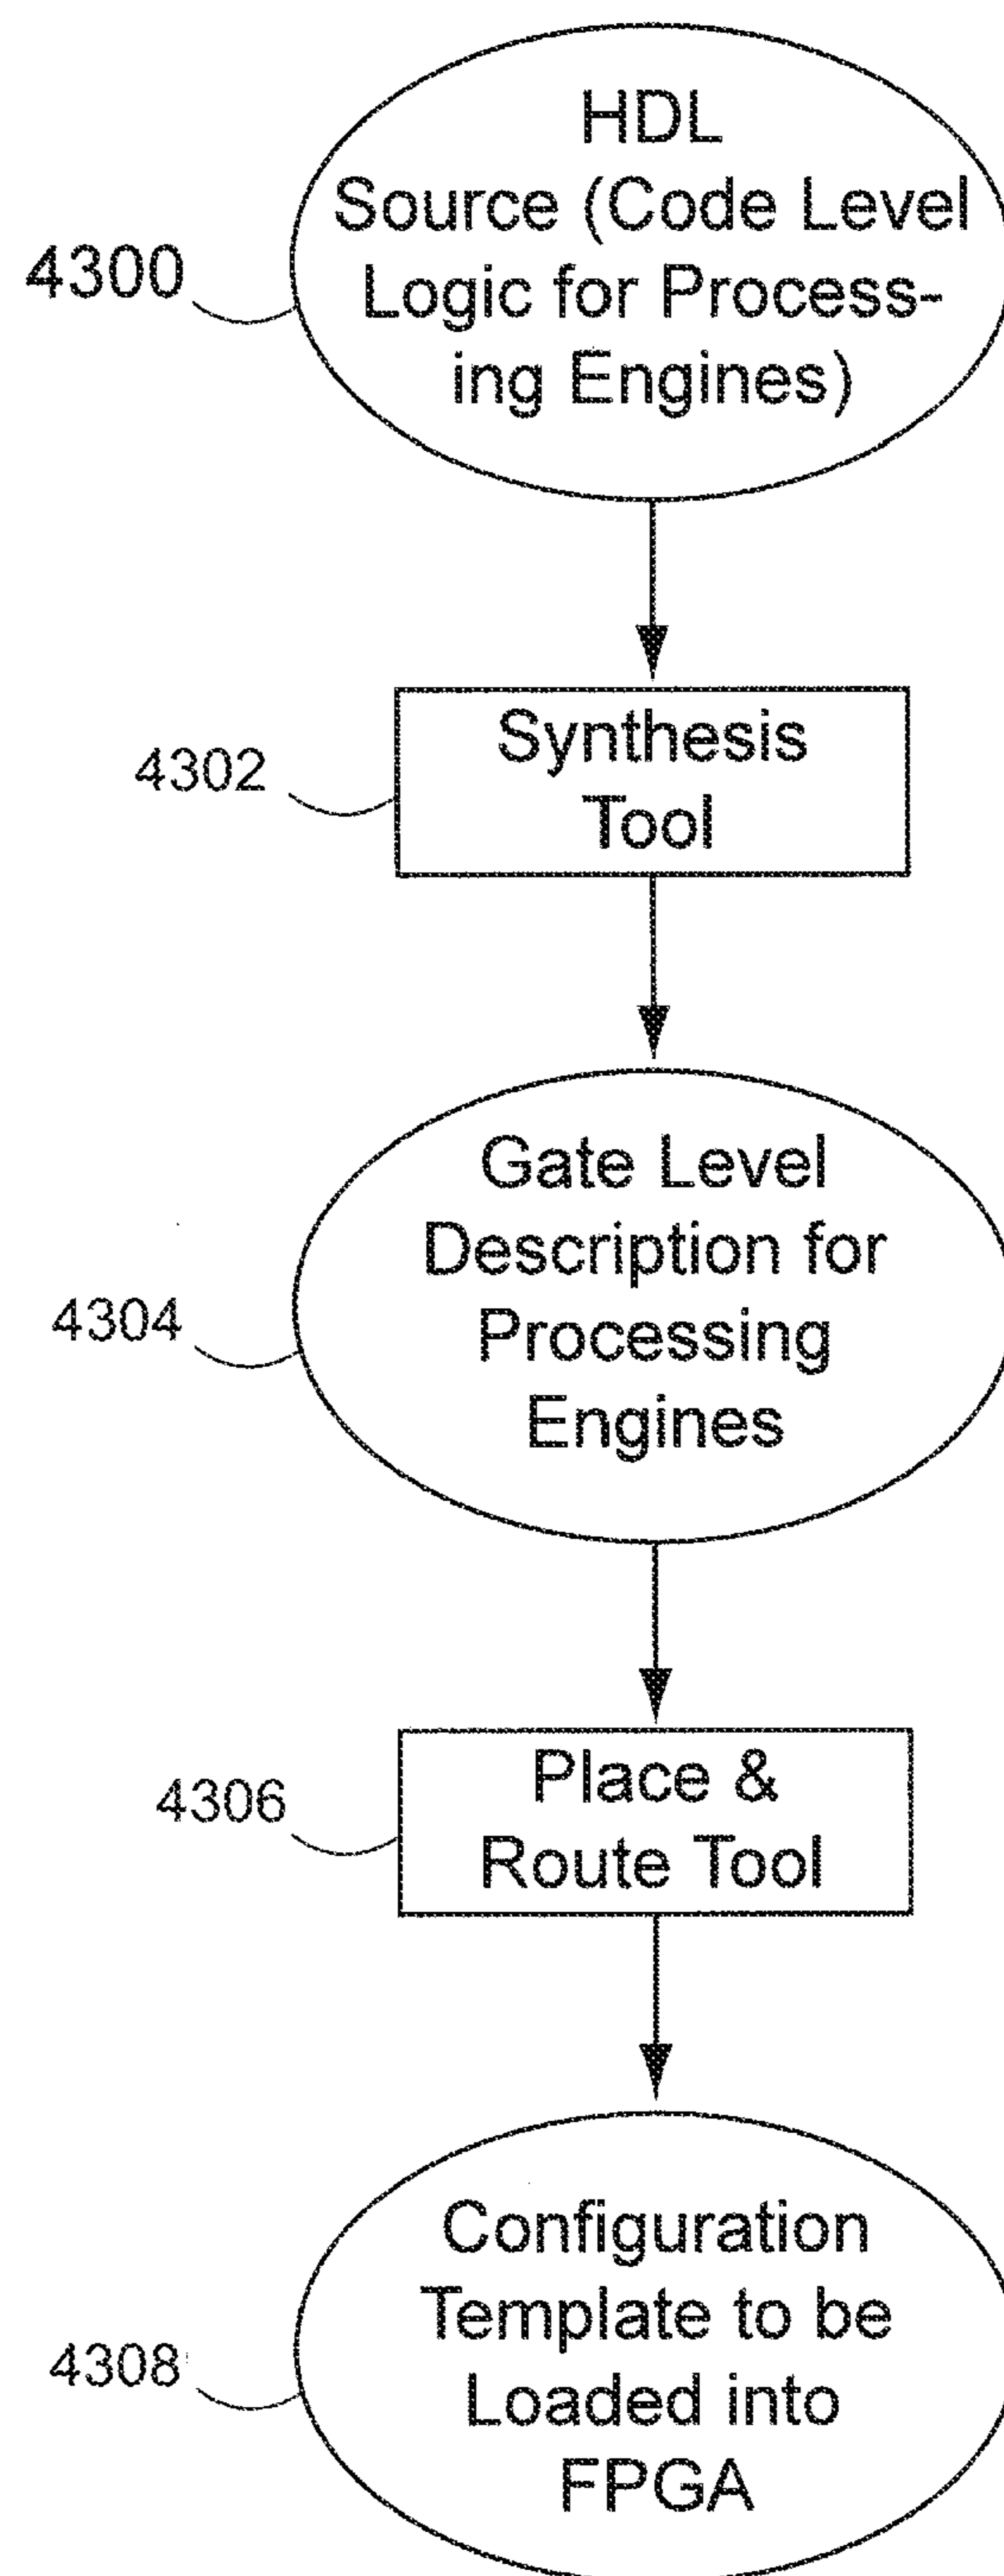 HDL
Source (Code Level
Logic for Process-
ing Engines)
4300
Synthesis
Tool
4302
Gate Level
Description for
Processing
Engines
4304
Place &
Route Tool
4306
Configuration
Template to be
Loaded into
FPGA
4308